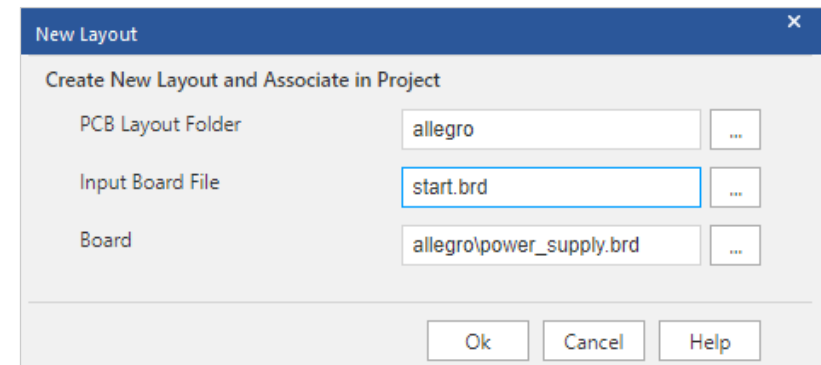 New Layout ×
Create New Layout and Associate in Project
PCB Layout Folder allegro ...
Input Board File start.brd ...
Board allegro\power_supply.brd ...
Ok Cancel Help